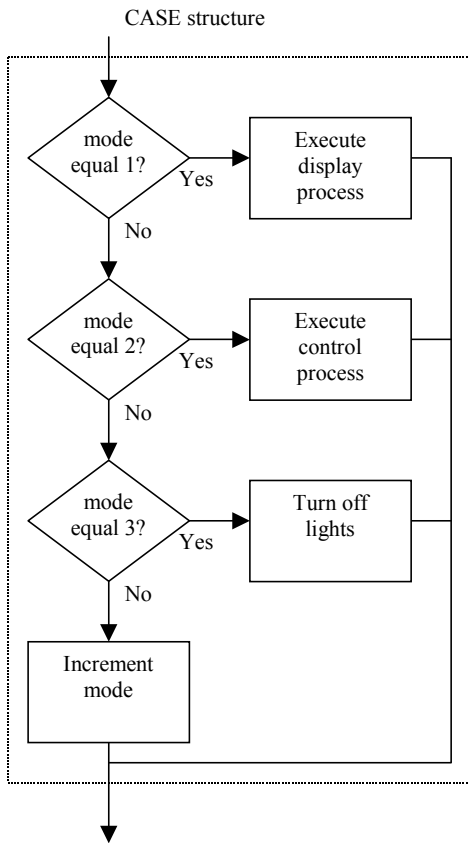 CASE structure
mode
equal 1?
Yes
Execute
display
process
No
mode
equal 2?
Yes
Execute
control
process
No
mode
equal 3?
Yes
Turn off
lights
No
Increment
mode